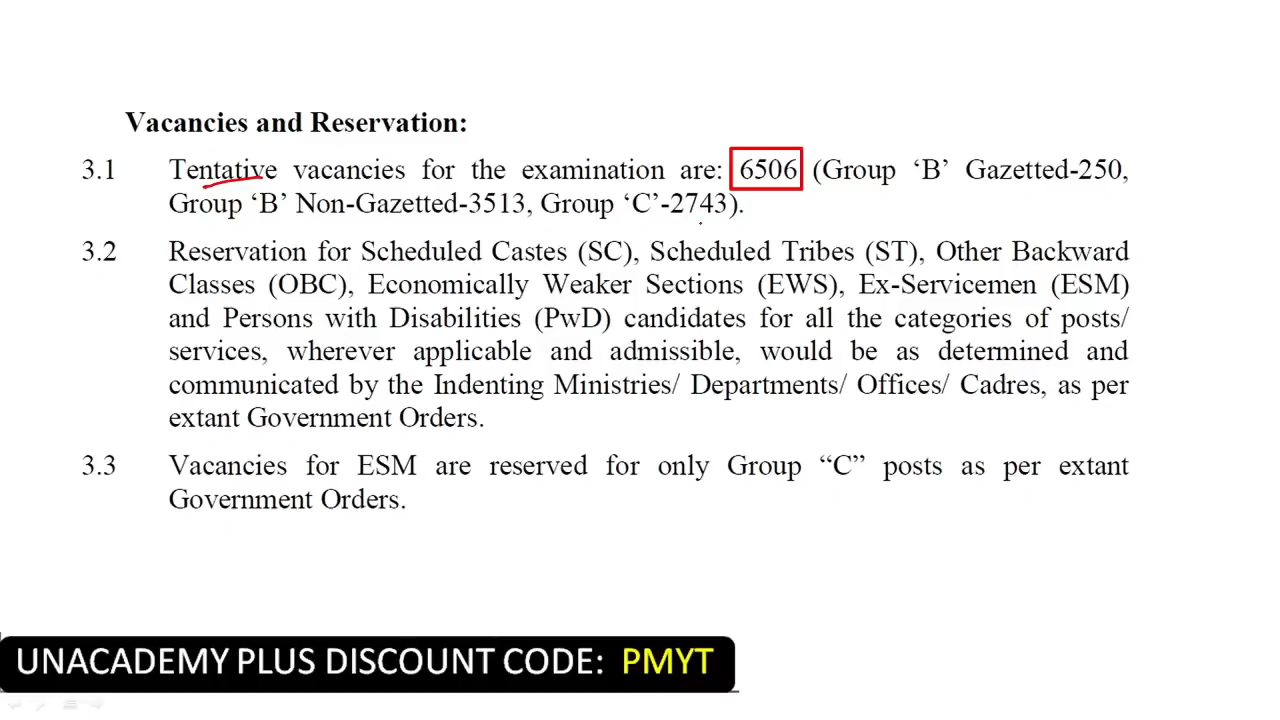 Vacancies and Reservation:
3.1 Tentative vacancies for the examination are: 6506 (Group ‘B’ Gazetted-250,
Group ‘B’ Non-Gazetted-3513, Group ‘C’-2743).
3.2 Reservation for Scheduled Castes (SC), Scheduled Tribes (ST), Other Backward
Classes (OBC), Economically Weaker Sections (EWS), Ex-Servicemen (ESM)
and Persons with Disabilities (PwD) candidates for all the categories of posts/
services, wherever applicable and admissible, would be as determined and
communicated by the Indenting Ministries/ Departments/ Offices/ Cadres, as per
extant Government Orders.
3.3 Vacancies for ESM are reserved for only Group “C” posts as per extant
Government Orders.
UNACADEMY PLUS DISCOUNT CODE: PMYT